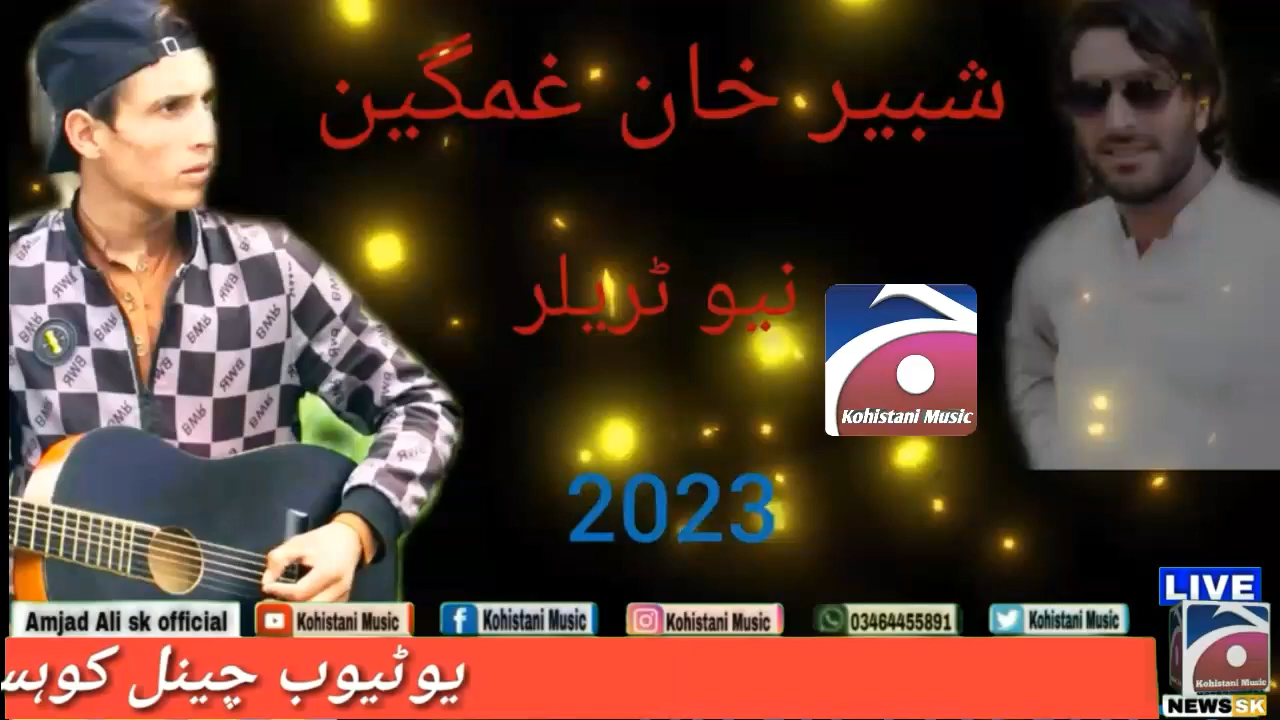 شبیر خان غمگین
نیو ٹریلر
Kohistani Music
2023
LIVE
Amjad Ali sk official
Kohistani Music
Kohistani Music
Kohistani Music
03464455891
Kohistani Music
یوٹیوب چینل کوہس
Kohistani Music
NEWS SK